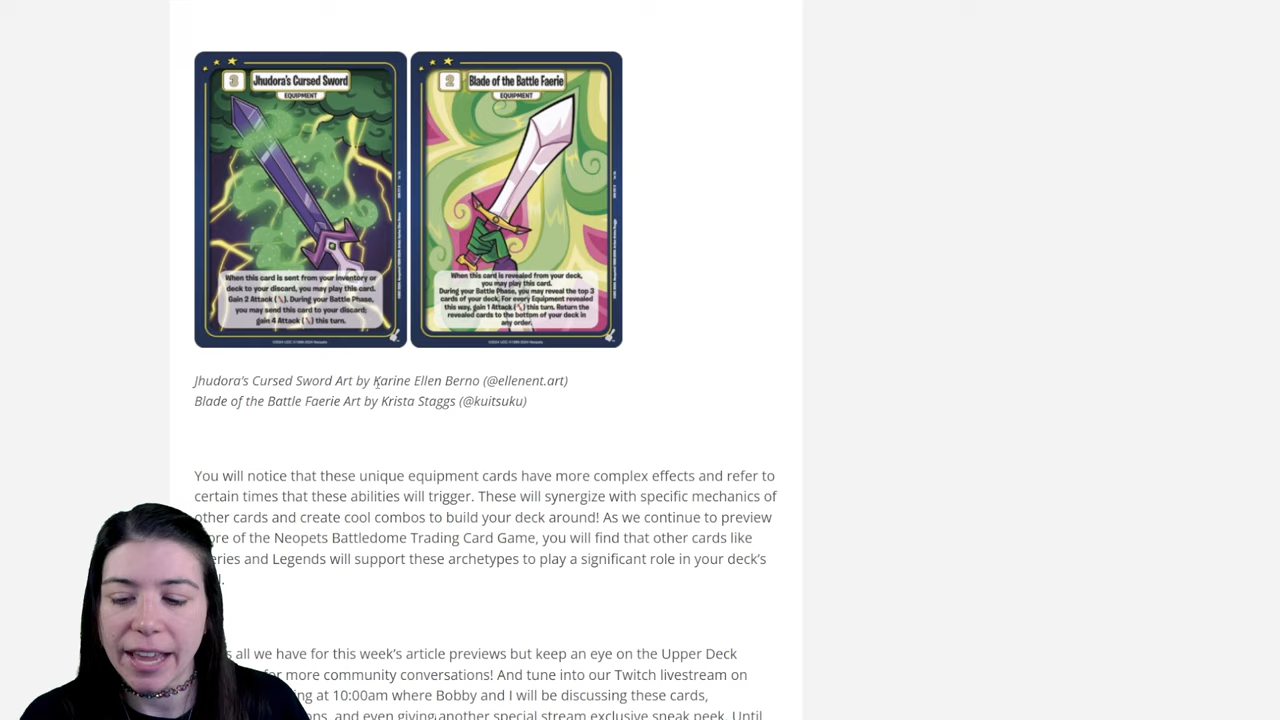 3 Jhudora's Cursed Sword
EQUIPMENT
When this card is sent from your inventory or
deck to your discard, you may play this card.
Gain 2 Attack ( ). During your Battle Phase,
you may send this card to your discard;
gain 4 Attack ( ) this turn.
2 Blade of the Battle Faerie
EQUIPMENT
When this card is revealed from your deck,
you may play this card.
During your Battle Phase, you may reveal the top 3
cards of your deck. For every Equipment revealed
this way, gain 1 Attack ( ) this turn. Return the
revealed cards to the bottom of your deck in
any order.
Jhudora's Cursed Sword Art by Karine Ellen Berno (@ellenent.art)
Blade of the Battle Faerie Art by Krista Staggs (@kuitsuku)
You will notice that these unique equipment cards have more complex effects and refer to
certain times that these abilities will trigger. These will synergize with specific mechanics of
other cards and create cool combos to build your deck around! As we continue to preview
of the Neopets Battledome Trading Card Game, you will find that other cards like
and Legends will support these archetypes to play a significant role in your deck's
all we have for this week's article previews but keep an eye on the Upper Deck
for more community conversations! And tune into our Twitch livestream on
at 10:00am where Bobby and I will be discussing these cards,
and even giving another special stream exclusive sneak peek. Until